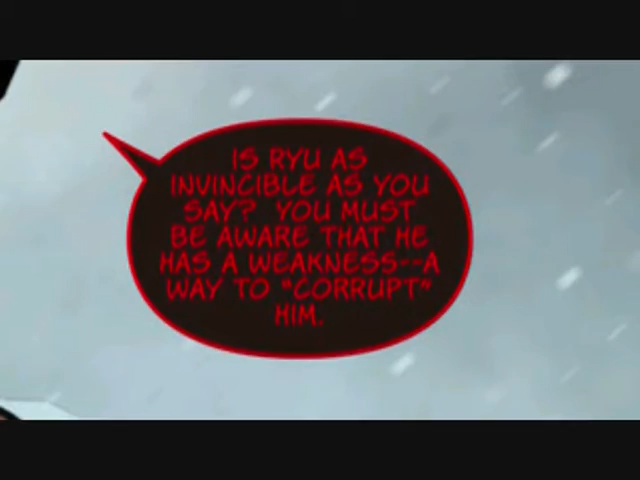 IS RYU AS
INVINCIBLE AS YOU
SAY? YOU MUST
BE AWARE THAT HE
HAS A WEAKNESS--A
WAY TO "CORRUPT"
HIM.